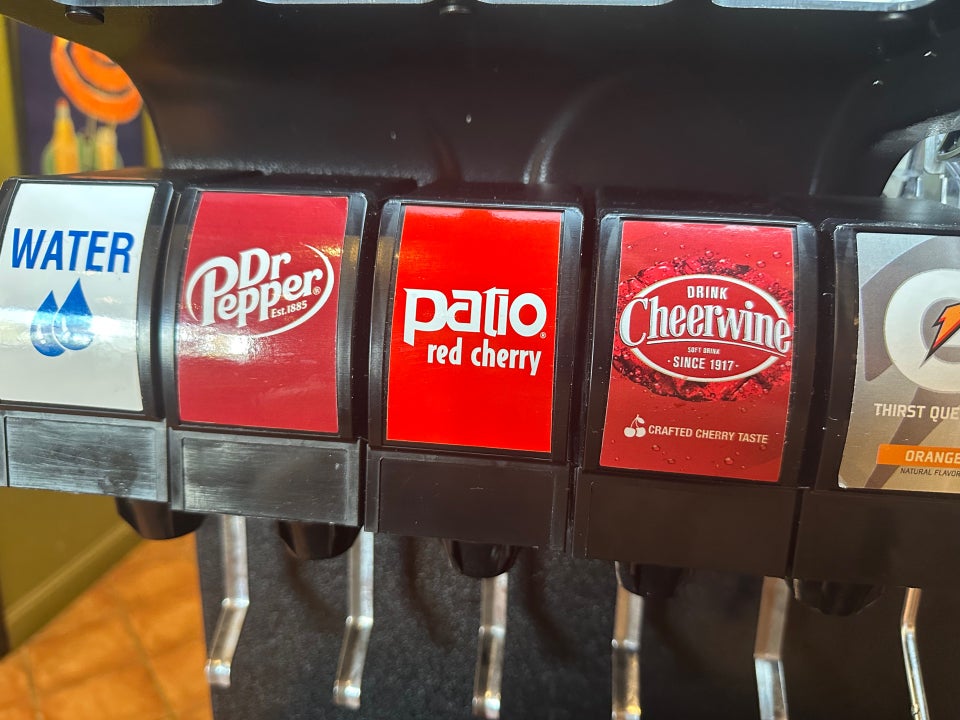 WATER
Dr
Pepper®
Est.1885
patio®
red cherry
DRINK
Cheerwine
SOFT DRINK
·SINCE 1917·
CRAFTED CHERRY TASTE
G
THIRST QUE
ORANGE
NATURAL FLAVOR